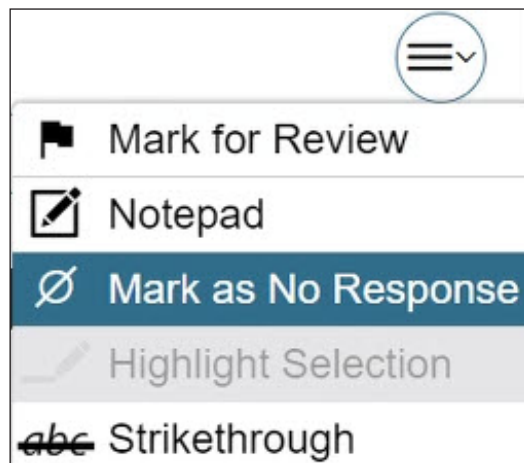 Mark for Review
Notepad
Mark as No Response
Highlight Selection
abc Strikethrough